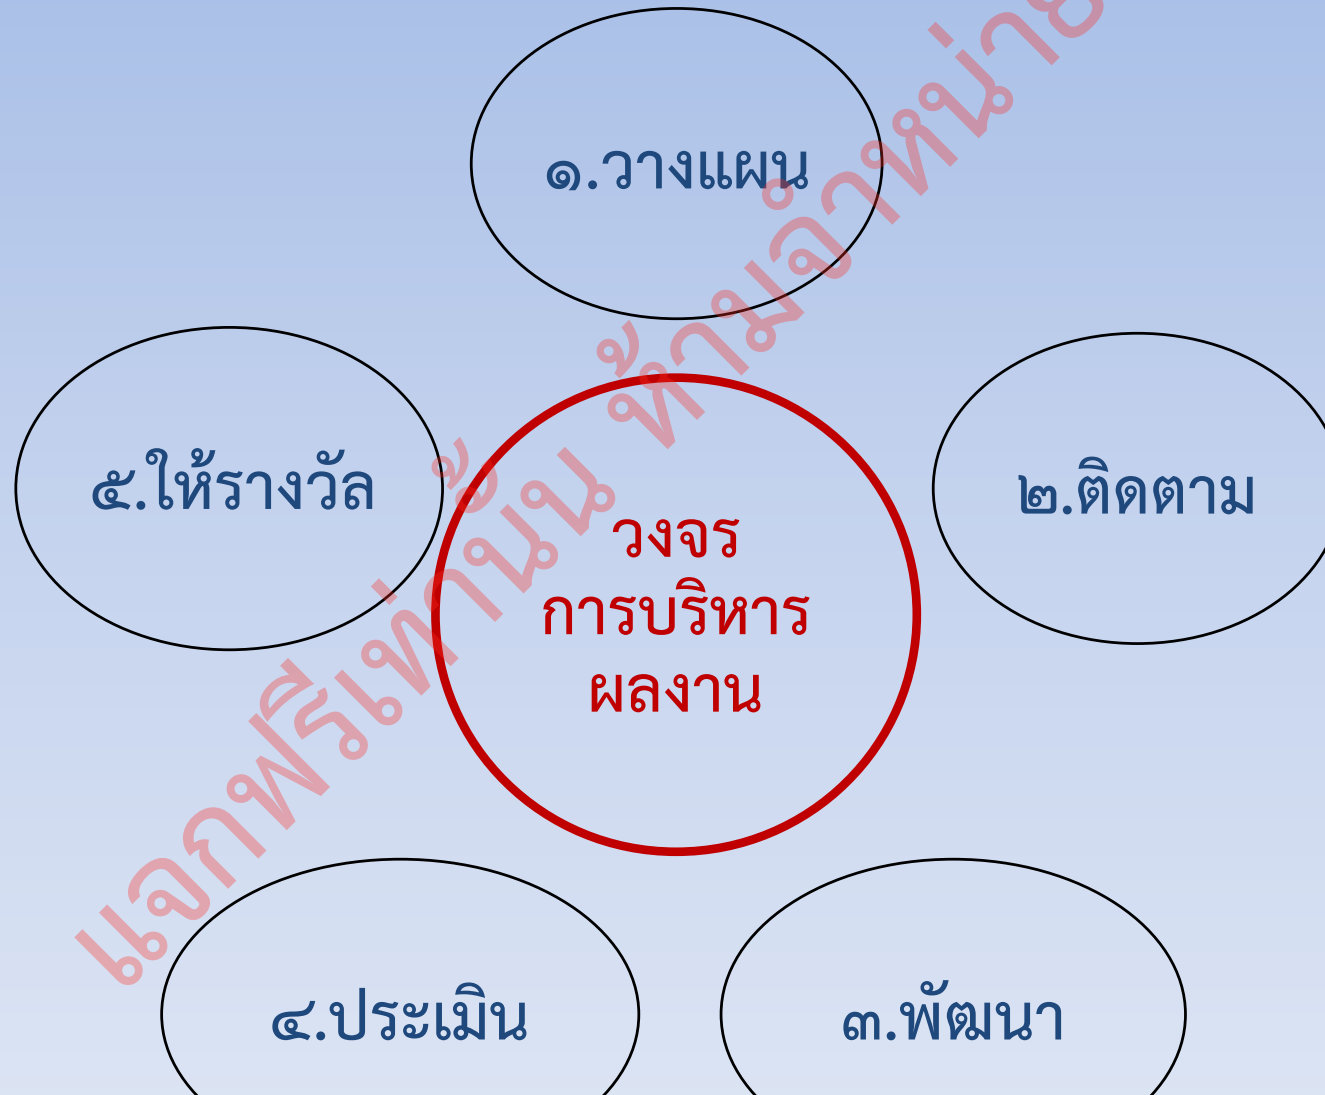 ๑.วางแผน
๒.ติดตาม
๓.พัฒนา
๔.ประเมิน
๕.ให้รางวัล
วงจร
การบริหาร
ผลงาน
แจกฟรีเท่านั้น ห้ามจำหน่าย